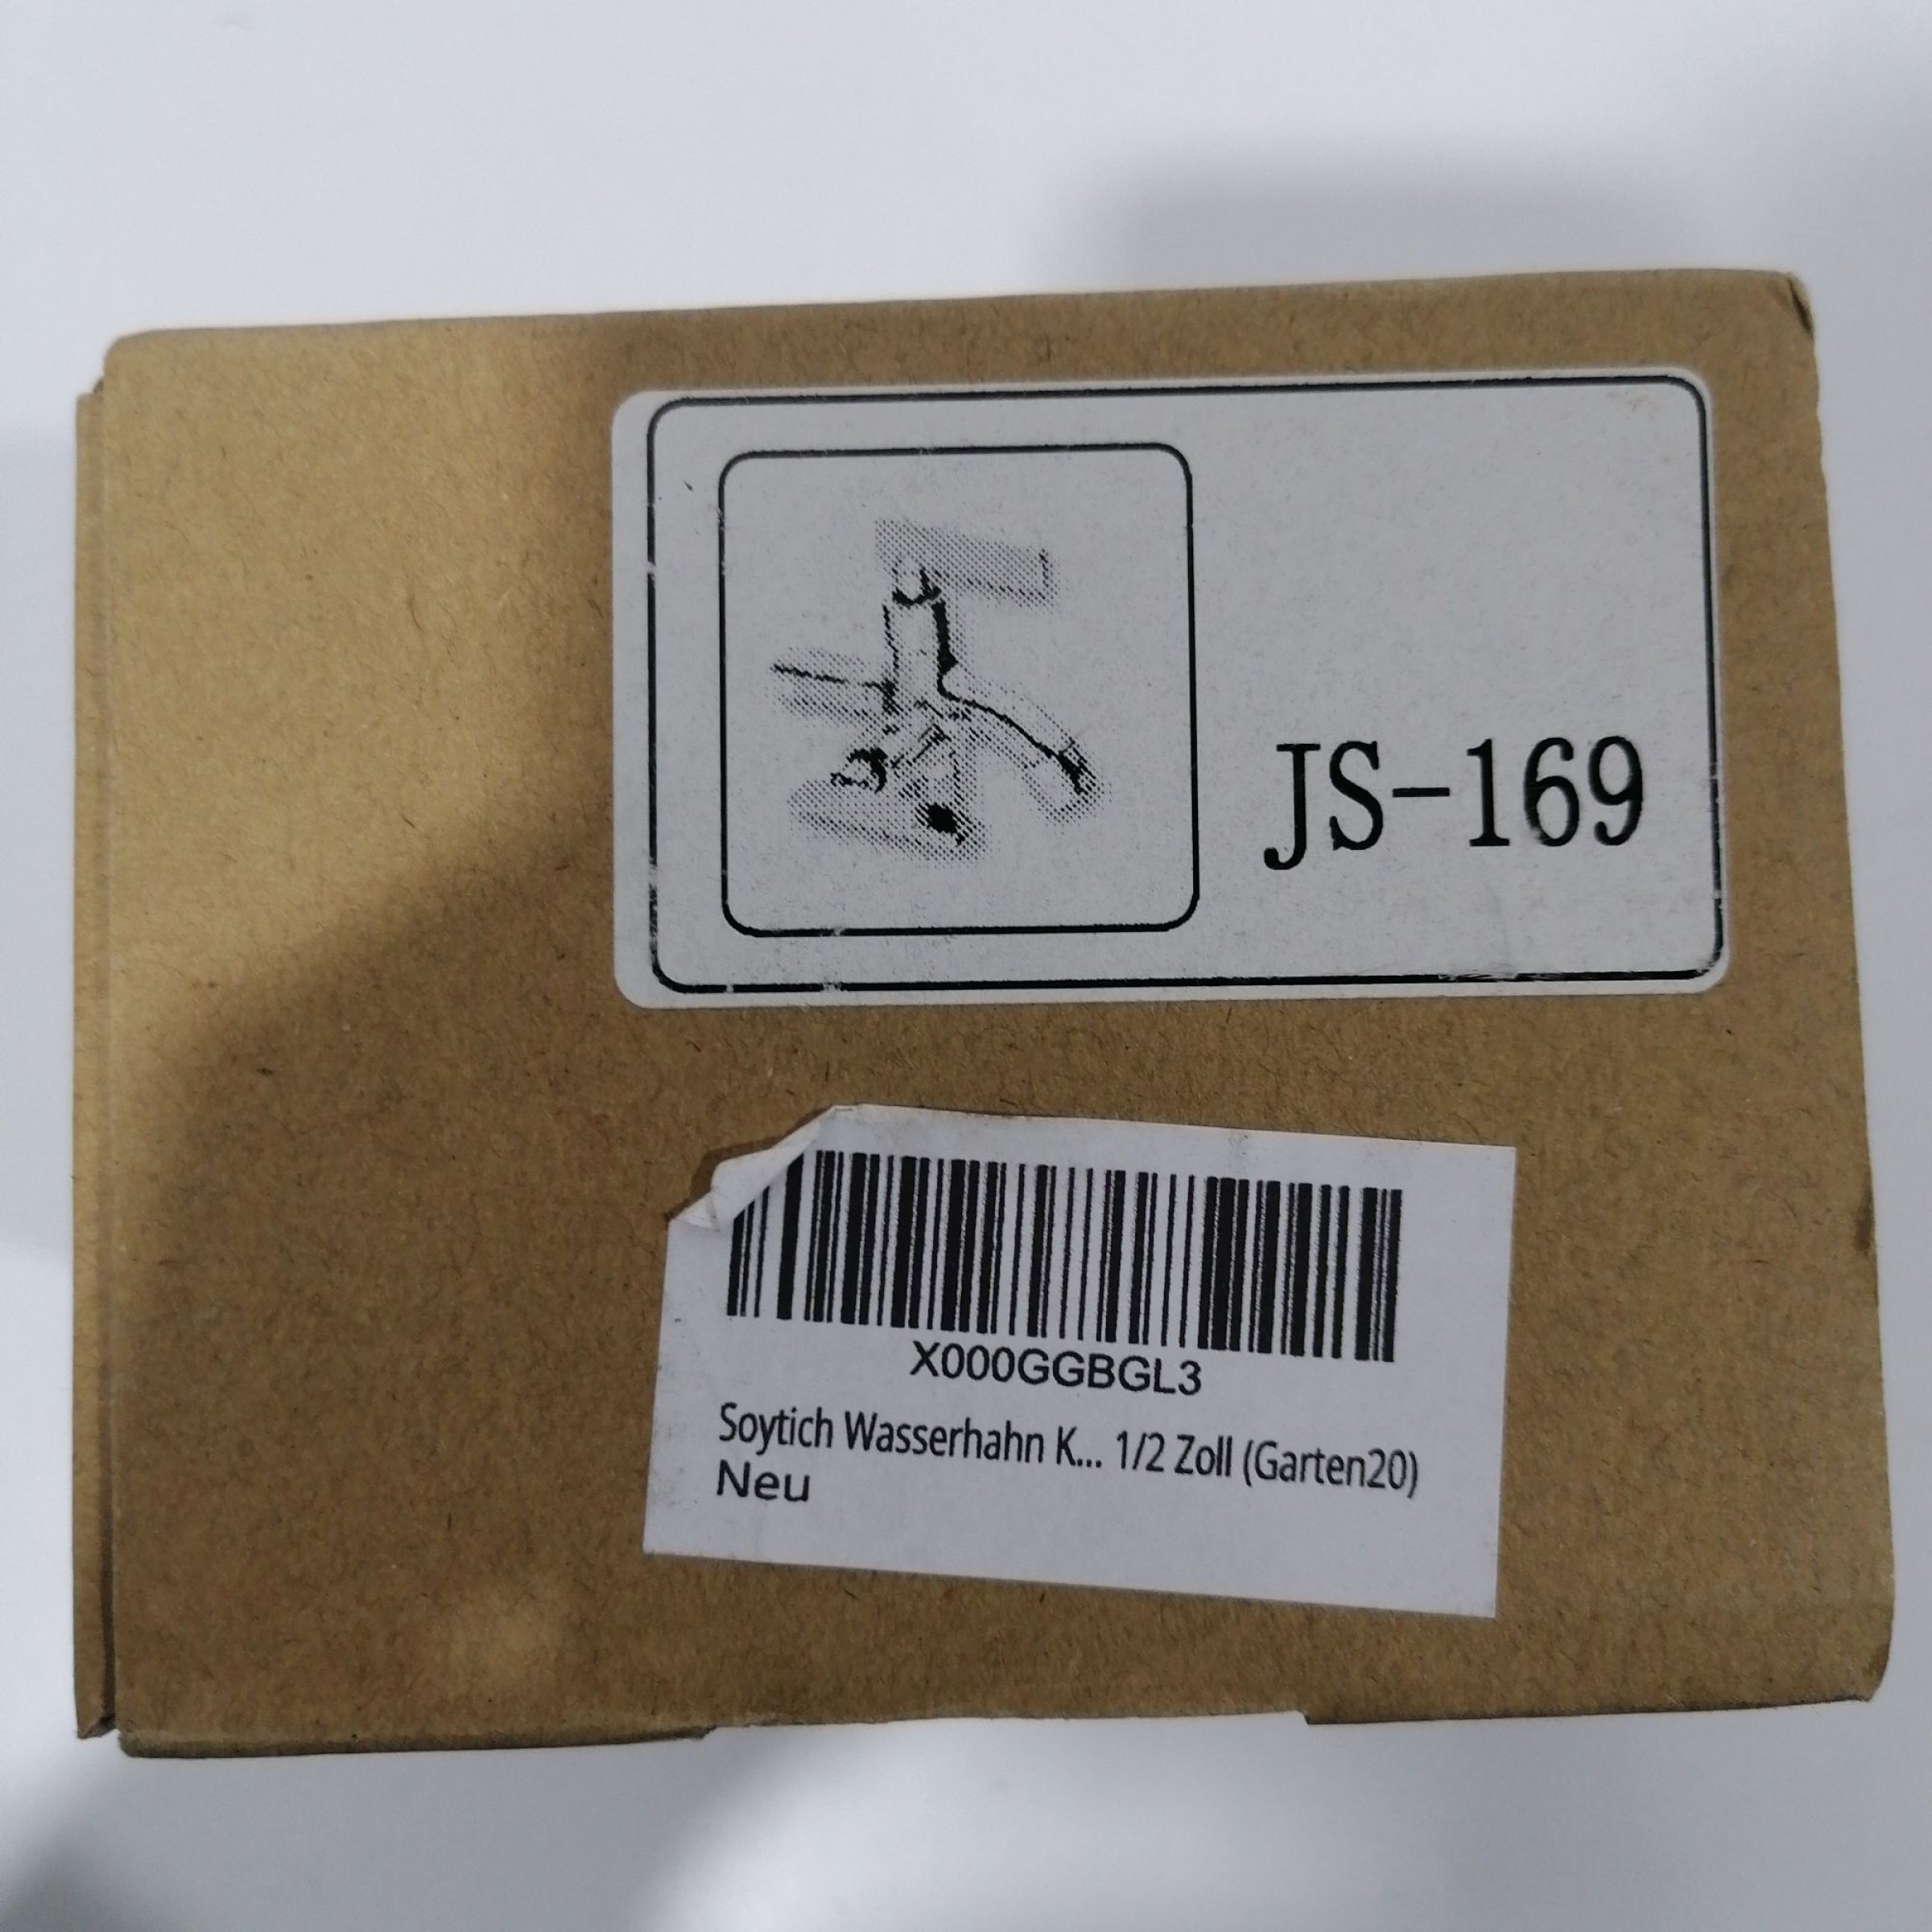 JS-169
X000GGBGL3
Soytich Wasserhahn K... 1/2 Zoll (Garten20)
Neu